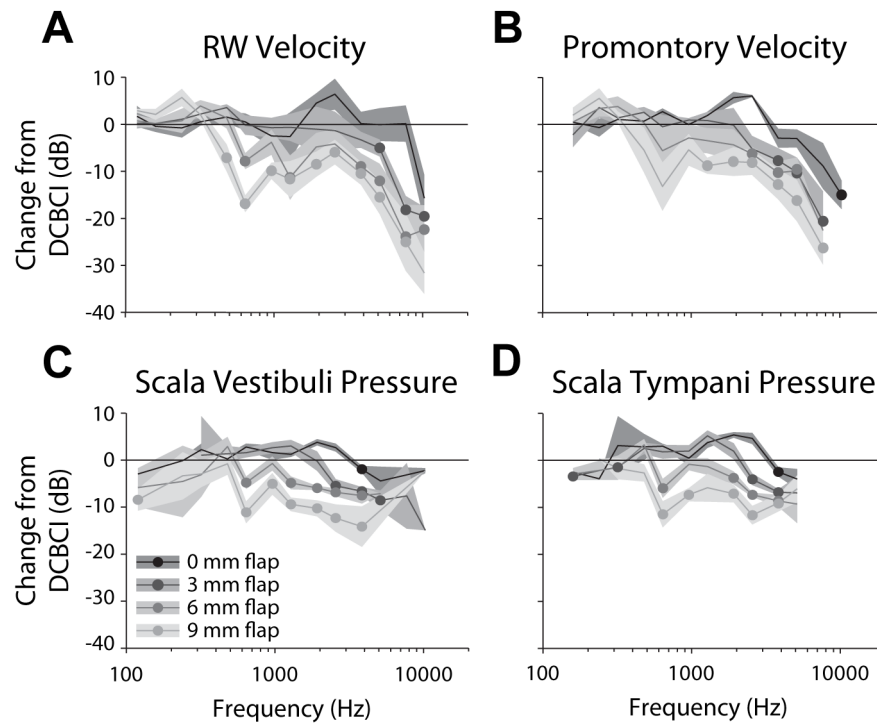 A
RW Velocity
B
Promontory Velocity
Change from
DCBCI (dB)
10
0
-10
-20
-30
-40
C
Scala Vestibuli Pressure
D
Scala Tympani Pressure
Change from
DCBCI (dB)
10
0
-10
-20
-30
-40
0 mm flap
3 mm flap
6 mm flap
9 mm flap
100
1000
10000
Frequency (Hz)
100
1000
10000
Frequency (Hz)